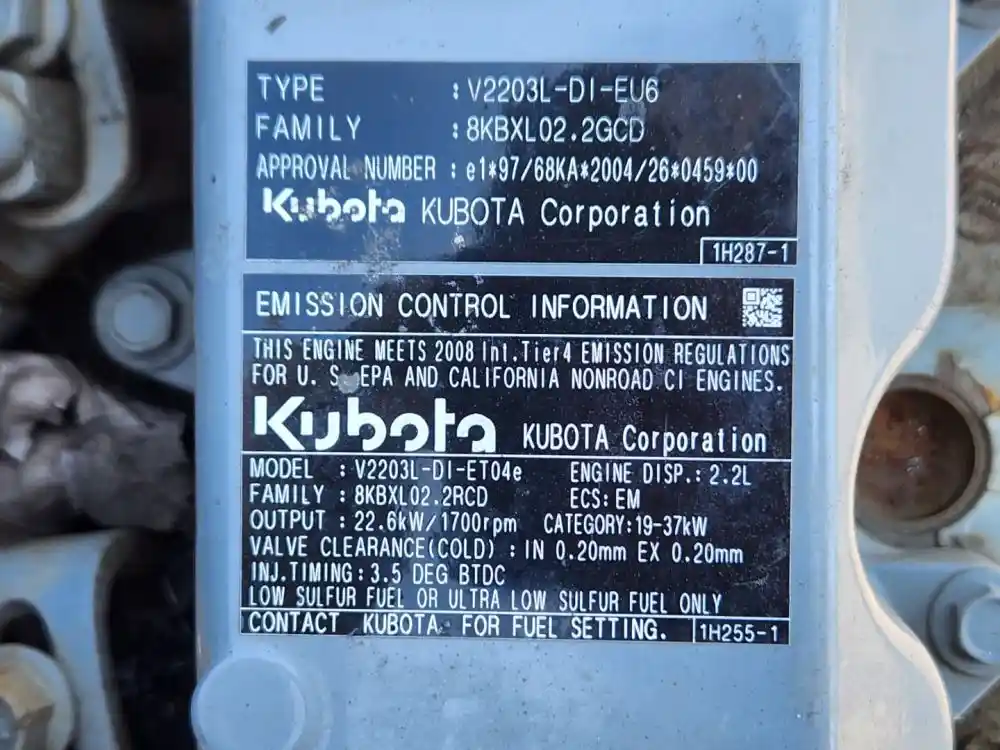 TYPE : V2203L-DI-EU6
FAMILY : 8KBXL02.2GCD
APPROVAL NUMBER : e1*97/68KA*2004/26*0459*00
Kubota KUBOTA Corporation
1H287-1
EMISSION CONTROL INFORMATION
THIS ENGINE MEETS 2008 Int.Tier4 EMISSION REGULATIONS
FOR U. S. EPA AND CALIFORNIA NONROAD CI ENGINES.
Kubota KUBOTA Corporation
MODEL : V2203L-DI-ET04e ENGINE DISP.: 2.2L
FAMILY : 8KBXL02.2RCD ECS: EM
OUTPUT : 22.6kW/1700rpm CATEGORY:19-37kW
VALVE CLEARANCE(COLD) : IN 0.20mm EX 0.20mm
INJ.TIMING : 3.5 DEG BTDC
LOW SULFUR FUEL OR ULTRA LOW SULFUR FUEL ONLY
CONTACT KUBOTA FOR FUEL SETTING. 1H255-1